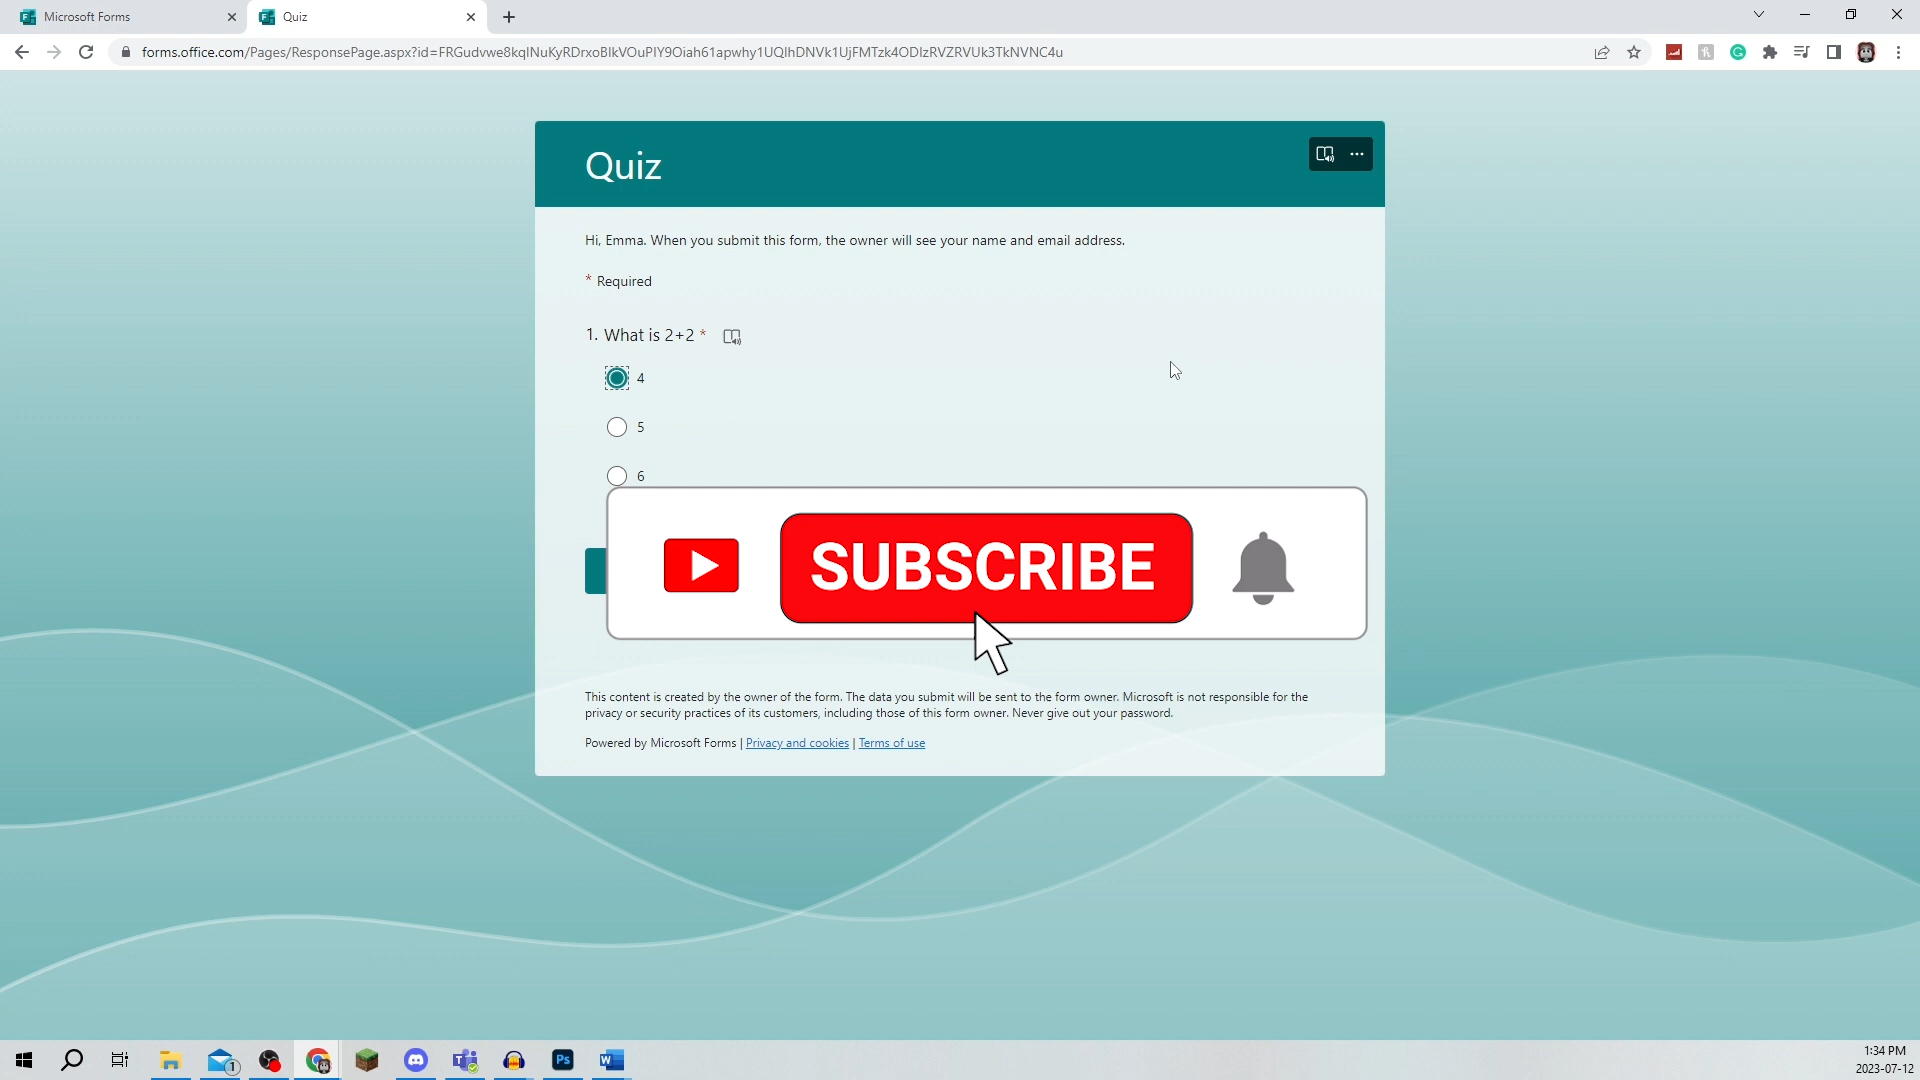 Microsoft Forms
Quiz
forms.office.com/Pages/ResponsePage.aspx?id=FRGudvwe8kqlNuKyRDrxoBlkVOuPIY9Oiah61apwhy1UQlhDNVk1UjFMTzk4ODIzRVZRVUk3TkNVNC4u
Quiz
Hi, Emma. When you submit this form, the owner will see your name and email address.
* Required
1. What is 2+2 *
4
5
6
SUBSCRIBE
This content is created by the owner of the form. The data you submit will be sent to the form owner. Microsoft is not responsible for the
privacy or security practices of its customers, including those of this form owner. Never give out your password.
Powered by Microsoft Forms | Privacy and cookies | Terms of use
1
Ps
1:34 PM
2023-07-12